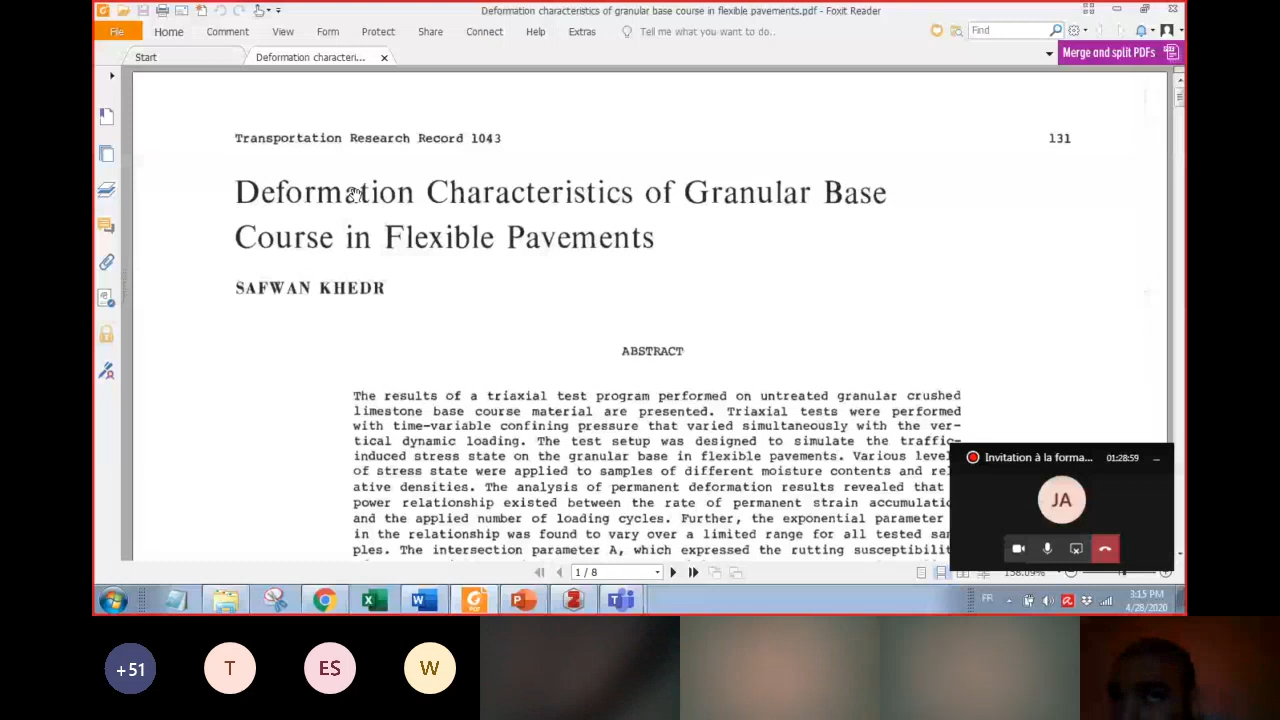 Deformation characteristics of granular base course in flexible pavements.pdf - Foxit Reader
File Home Comment View Form Protect Share Connect Help Extras Tell me what you want to do.. Find
Start Deformation characteri...
Merge and split PDFs
Transportation Research Record 1043 131
Deformation Characteristics of Granular Base
Course in Flexible Pavements
SAFWAN KHEDR
ABSTRACT
The results of a triaxial test program performed on untreated granular crushed
limestone base course material are presented. Triaxial tests were performed
with time-variable confining pressure that varied simultaneously with the ver-
tical dynamic loading. The test setup was designed to simulate the traffic-
induced stress state on the granular base in flexible pavements. Various leve
of stress state were applied to samples of different moisture contents and rel
ative densities. The analysis of permanent deformation results revealed that
power relationship existed between the rate of permanent strain accumulatio
and the applied number of loading cycles. Further, the exponential parameter
in the relationship was found to vary over a limited range for all tested sam
ples. The intersection parameter A, which expressed the rutting susceptibilit
Invitation à la forma... 01:28:59
JA
1 / 8
158.09%
FR
3:15 PM
4/28/2020
+51 T ES W